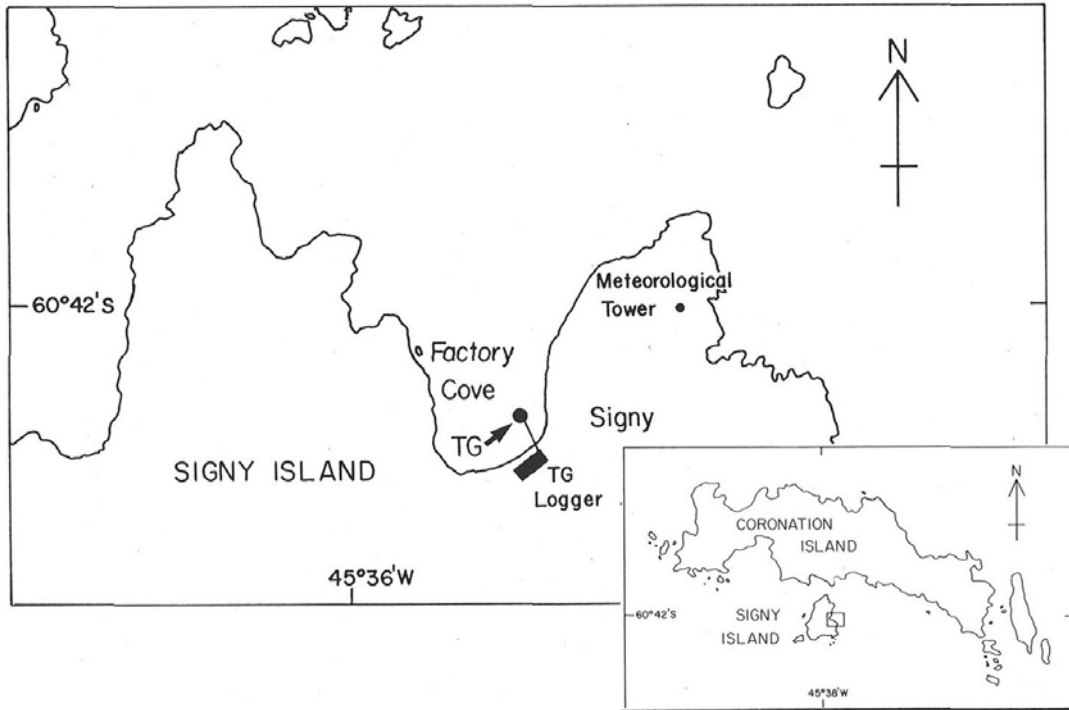 N
Meteorological
Tower
60°42'S
Factory
Cove
TG
Signy
SIGNY ISLAND
TG
Logger
45°36'W
N
CORONATION
ISLAND
60°42'S
SIGNY
ISLAND
45°38'W